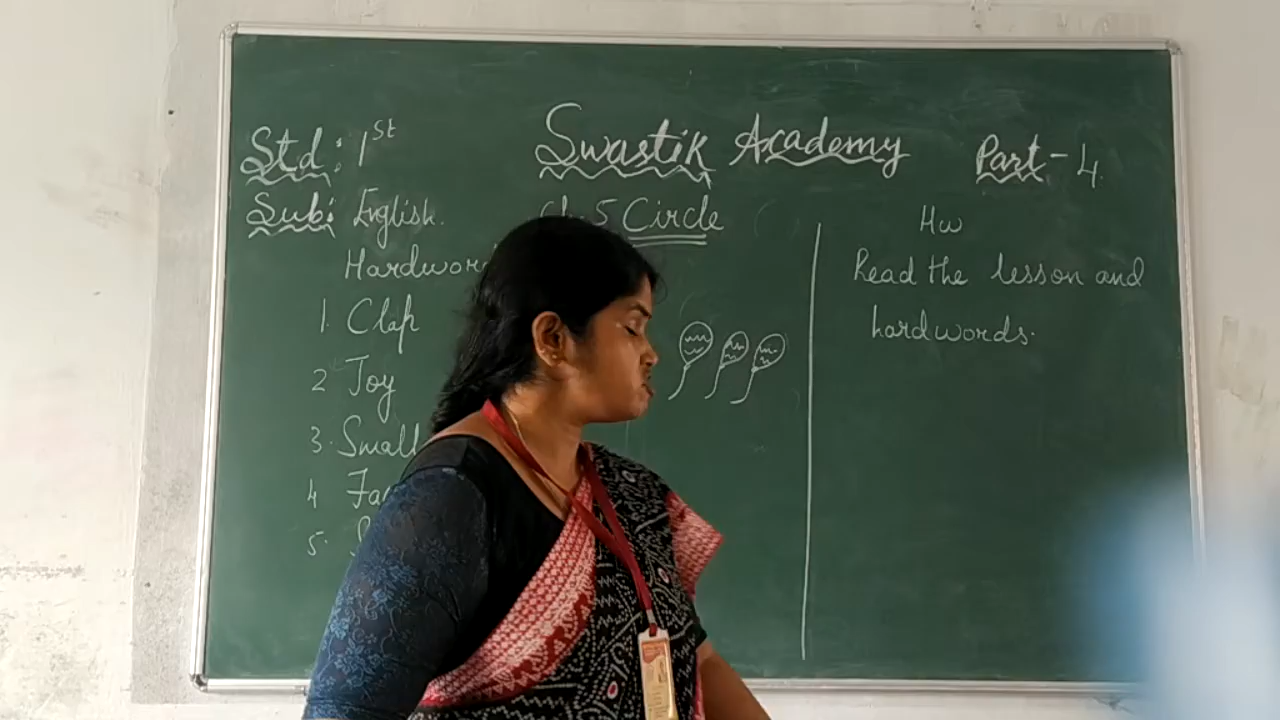 Std: 1st
Swastik Academy
Part-4
Sub: English.
5 Circle
1. Clap
2 Joy
3. Small
4
5.
Hw
Read the lesson and
hardwords.